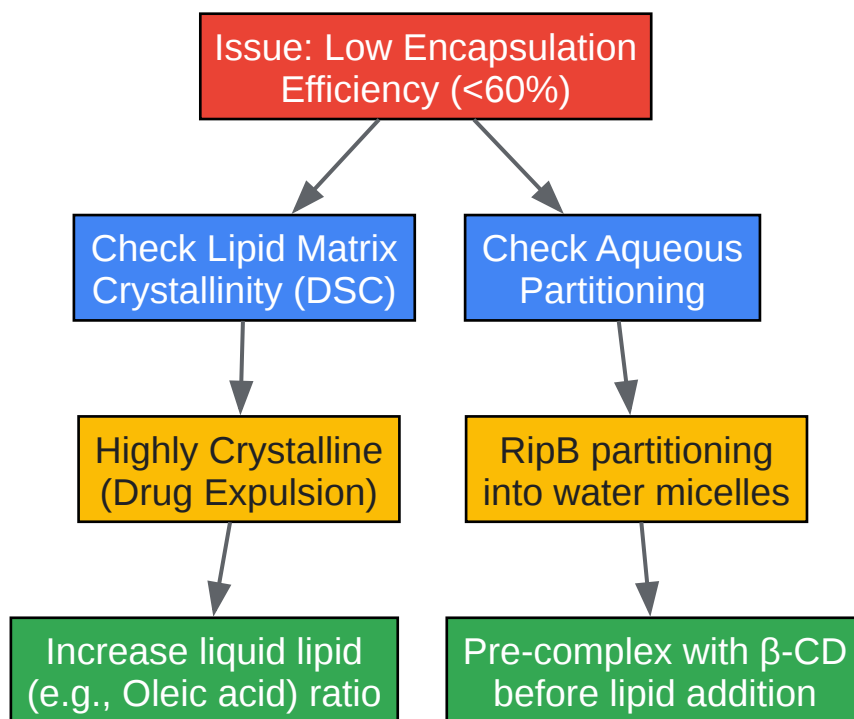 Issue: Low Encapsulation
Efficiency (<60%)
Check Lipid Matrix
Crystallinity (DSC)
Check Aqueous
Partitioning
Highly Crystalline
(Drug Expulsion)
RipB partitioning
into water micelles
Increase liquid lipid
(e.g., Oleic acid) ratio
Pre-complex with β-CD
before lipid addition